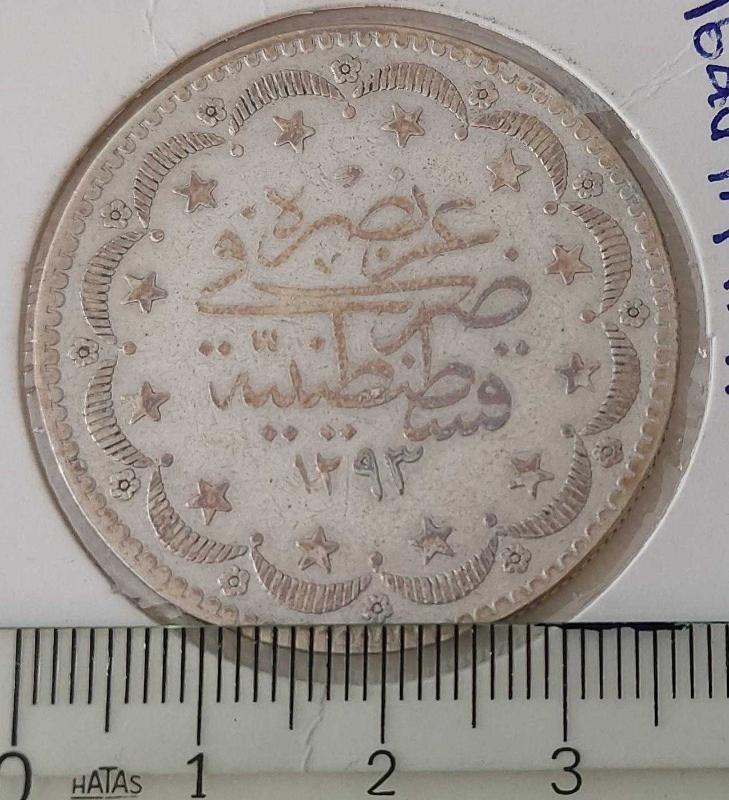 عز نصره
ضرب في
قسطنطينية
١٢٩٣
0 1 2 3
HATAS